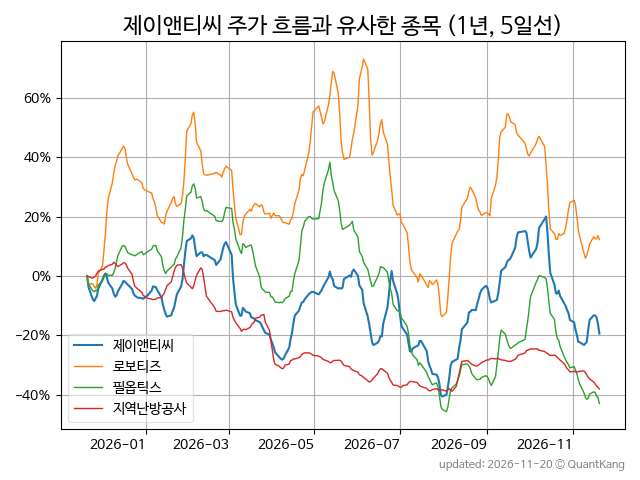 제이앤티씨 주가 흐름과 유사한 종목 (1년, 5일선)
60%
40%
20%
0%
−20%
−40%
제이앤티씨
로보티즈
필옵틱스
지역난방공사
2026-01 2026-03 2026-05 2026-07 2026-09 2026-11
updated: 2026-11-20 © QuantKang